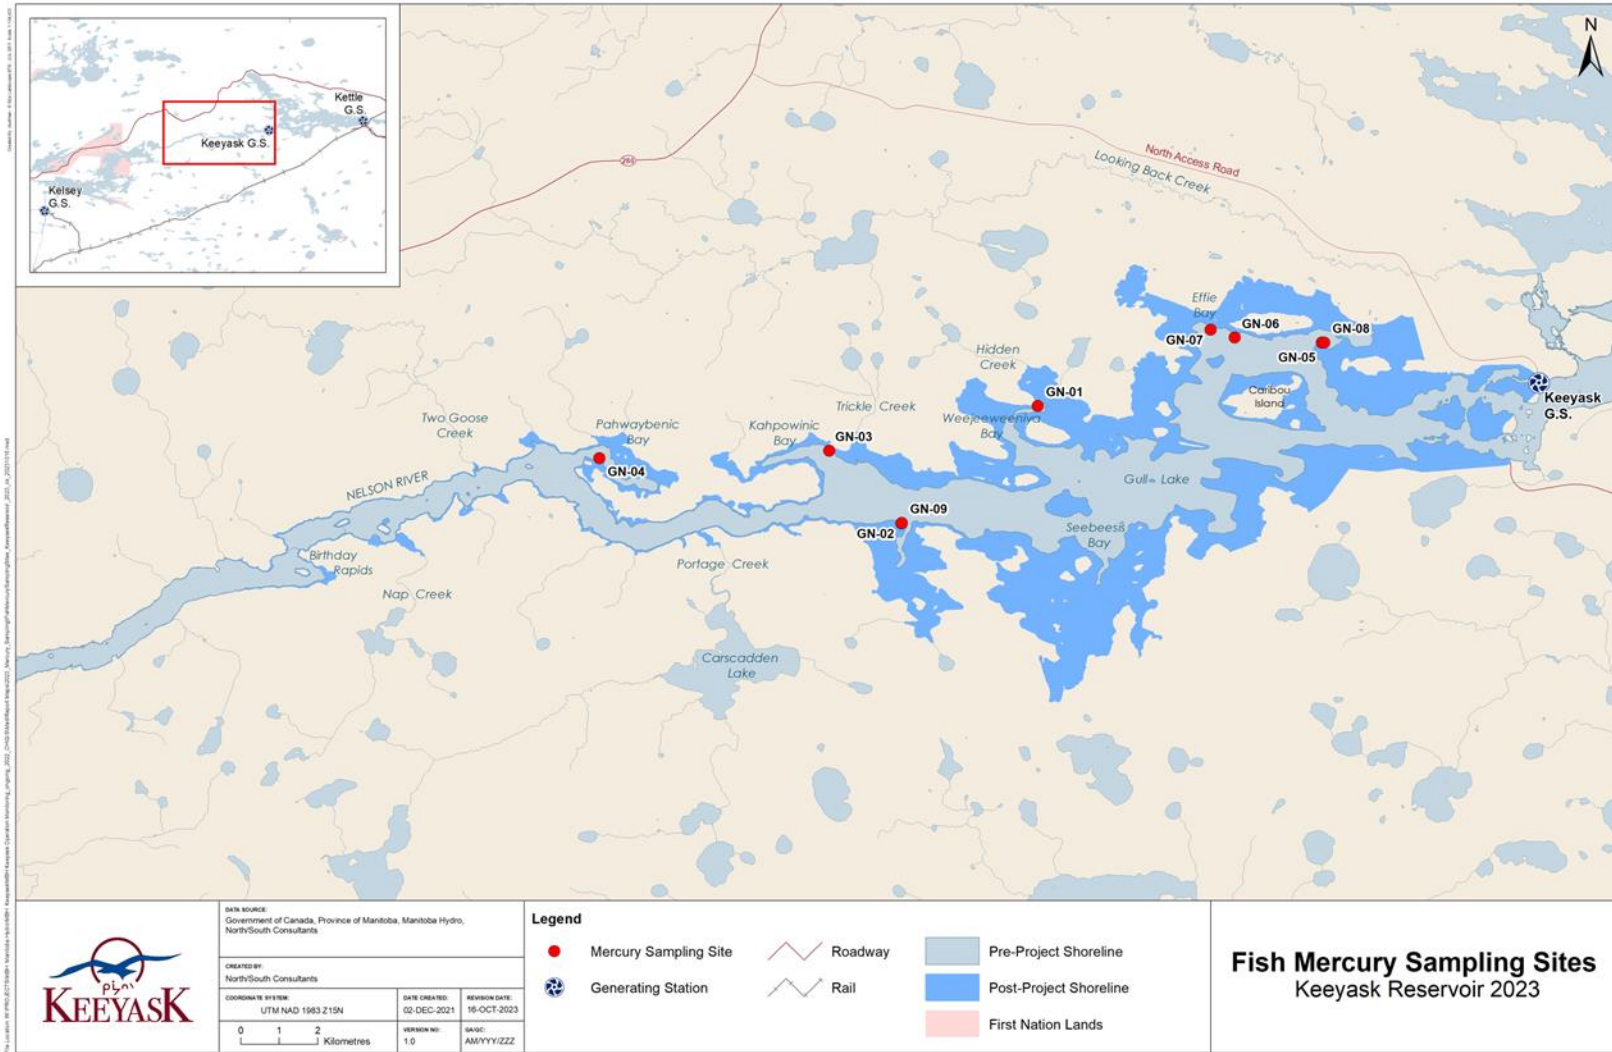 N
Kettle
G.S.
Keeyask G.S.
Kelsey
G.S.
280
North Access Road
Looking Back Creek
Effie
Bay
GN-06
GN-08
GN-07
GN-05
Hidden
Creek
GN-01
Caribou
Island
Keeyask
G.S.
Trickle Creek
Two Goose
Creek
Pahwaybenic
Bay
Kahpowinic
Bay
Weejeeweeniya
Bay
GN-03
GN-04
NELSON RIVER
Gull Lake
GN-09
GN-02
Seebeesis
Bay
Birthday
Rapids
Portage Creek
Nap Creek
Carscadden
Lake
KEEYASK
DATA SOURCE:
Government of Canada, Province of Manitoba, Manitoba Hydro,
North/South Consultants
CREATED BY:
North/South Consultants
COORDINATE SYSTEM:
UTM NAD 1983 Z15N
DATE CREATED:
02-DEC-2021
REVISION DATE:
16-OCT-2023
0 1 2 Kilometres
VERSION NO:
1.0
QA/QC:
AM/YYY/ZZZ
Legend
Mercury Sampling Site
Roadway
Pre-Project Shoreline
Generating Station
Rail
Post-Project Shoreline
First Nation Lands
Fish Mercury Sampling Sites
Keeyask Reservoir 2023